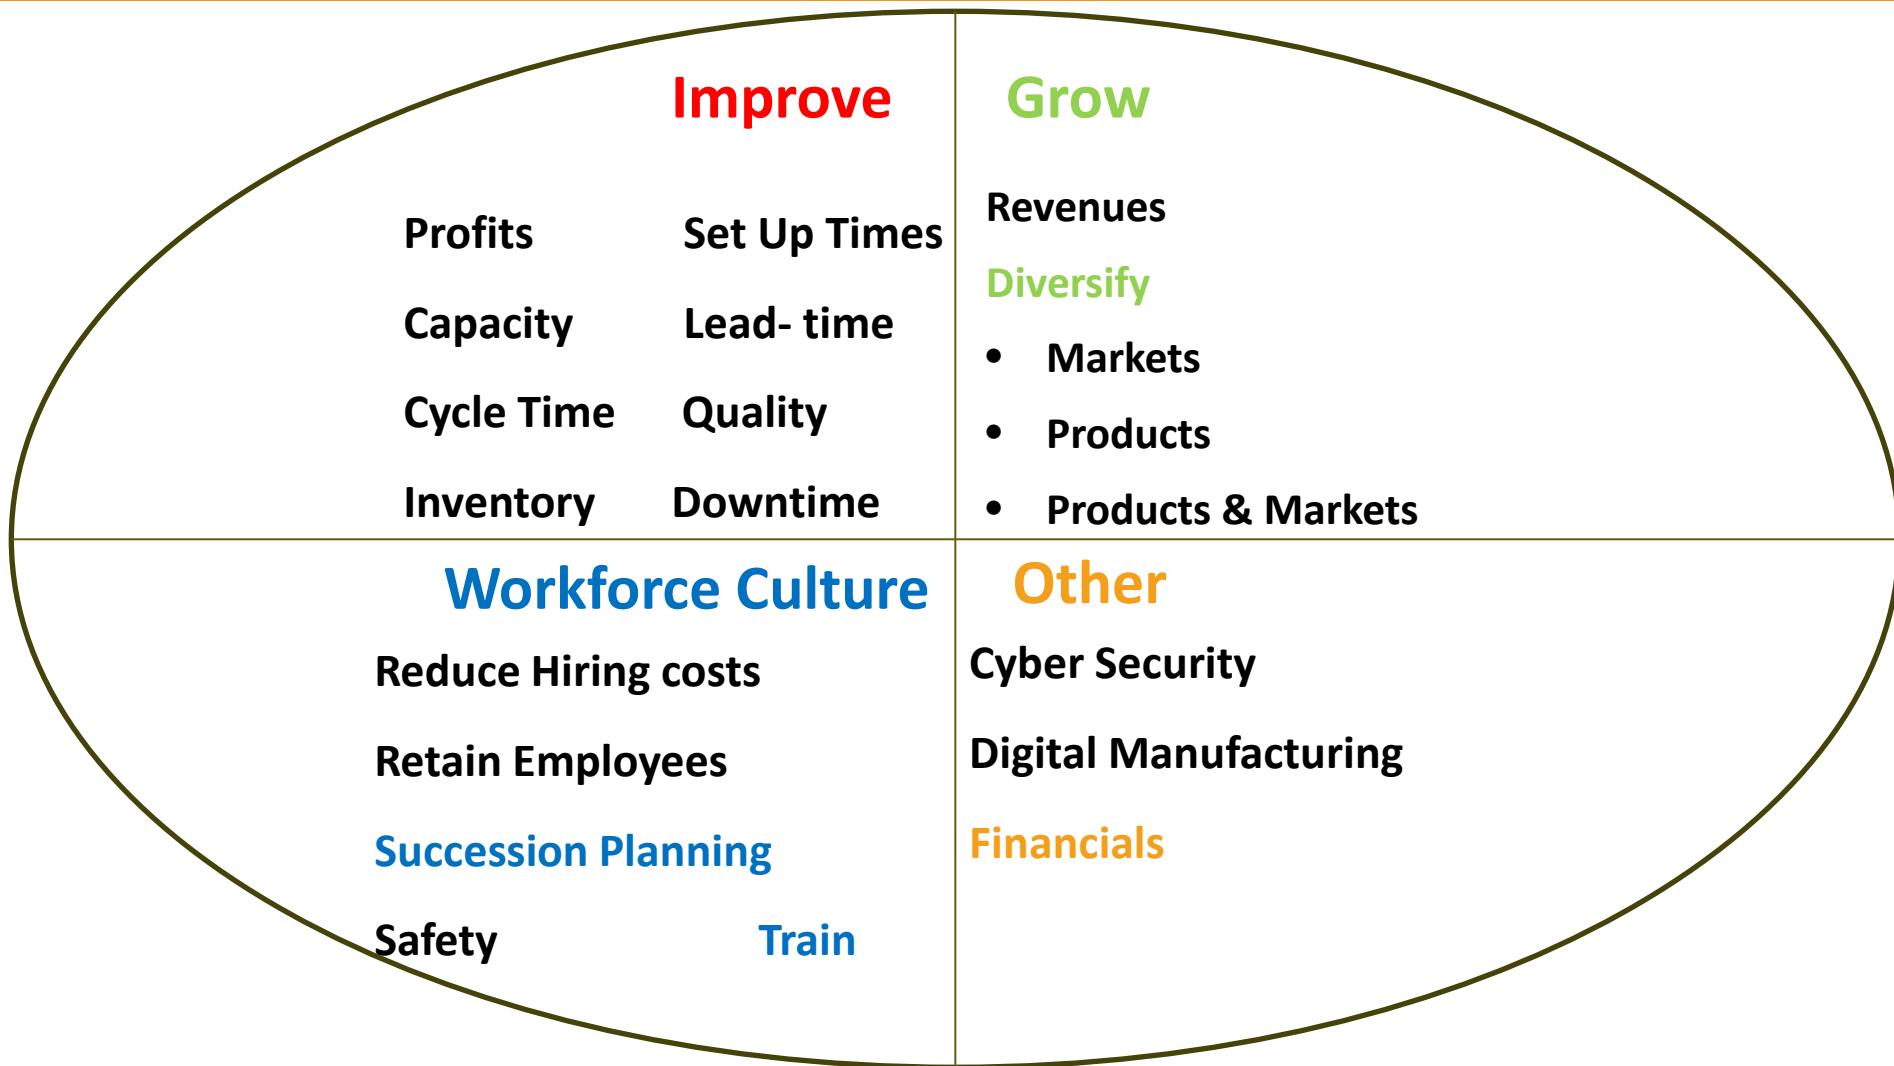 Improve
Profits Set Up Times
Capacity Lead- time
Cycle Time Quality
Inventory Downtime
Grow
Revenues
Diversify
• Markets
• Products
• Products & Markets
Workforce Culture
Reduce Hiring costs
Retain Employees
Succession Planning
Safety Train
Other
Cyber Security
Digital Manufacturing
Financials